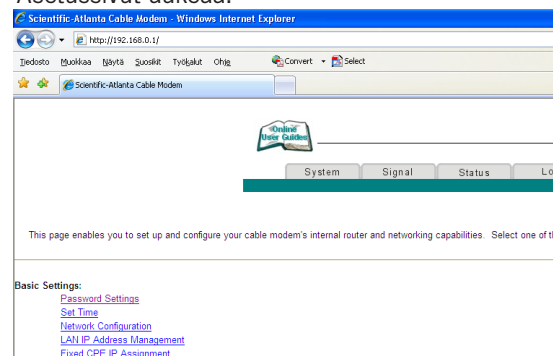 Asetussivut aukeaa.
Scientific-Atlanta Cable Modem - Windows Internet Explorer
http://192.168.0.1/
Tiedosto Muokkaa Näytä Suosikit Työkalut Ohje Convert Select
Scientific-Atlanta Cable Modem
Online
User Guides
System Signal Status Lo
This page enables you to set up and configure your cable modem's internal router and networking capabilities. Select one of th
Basic Settings:
Password Settings
Set Time
Network Configuration
LAN IP Address Management
Fixed CPE IP Assignment